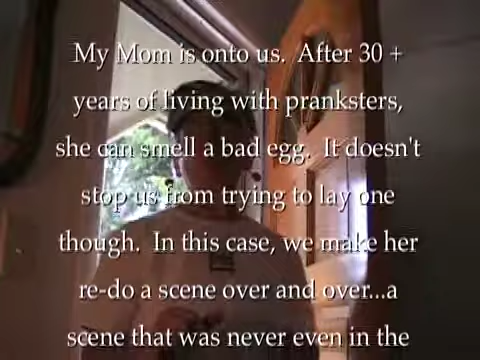 My Mom is onto us.  After 30 +
years of living with pranksters,
she can smell a bad egg.  It doesn't
stop us from trying to lay one
though.  In this case, we make her
re-do a scene over and over...a
scene that was never even in the